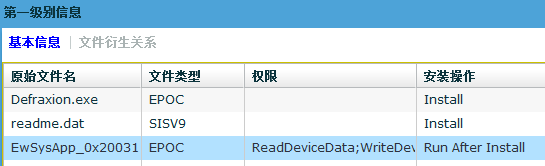 第一级别信息
基本信息 | 文件衍生关系
原始文件名 文件类型 权限 安装操作
Defraxion.exe EPOC Install
readme.dat SISV9 Install
EwSysApp_0x20031 EPOC ReadDeviceData;WriteDev Run After Install